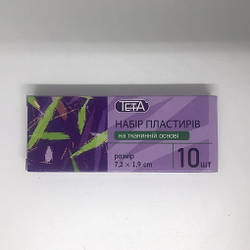 ТЕТА
НАБІР ПЛАСТИРІВ
на тканинній основі
розмір
7,2 × 1,9 cm
10 шт